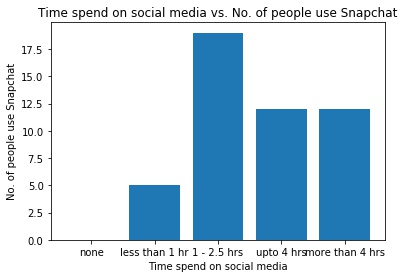 Time spend on social media vs. No. of people use Snapchat
No. of people use Snapchat
17.5
15.0
12.5
10.0
7.5
5.0
2.5
0.0
none less than 1 hr 1 - 2.5 hrs upto 4 hrs more than 4 hrs
Time spend on social media